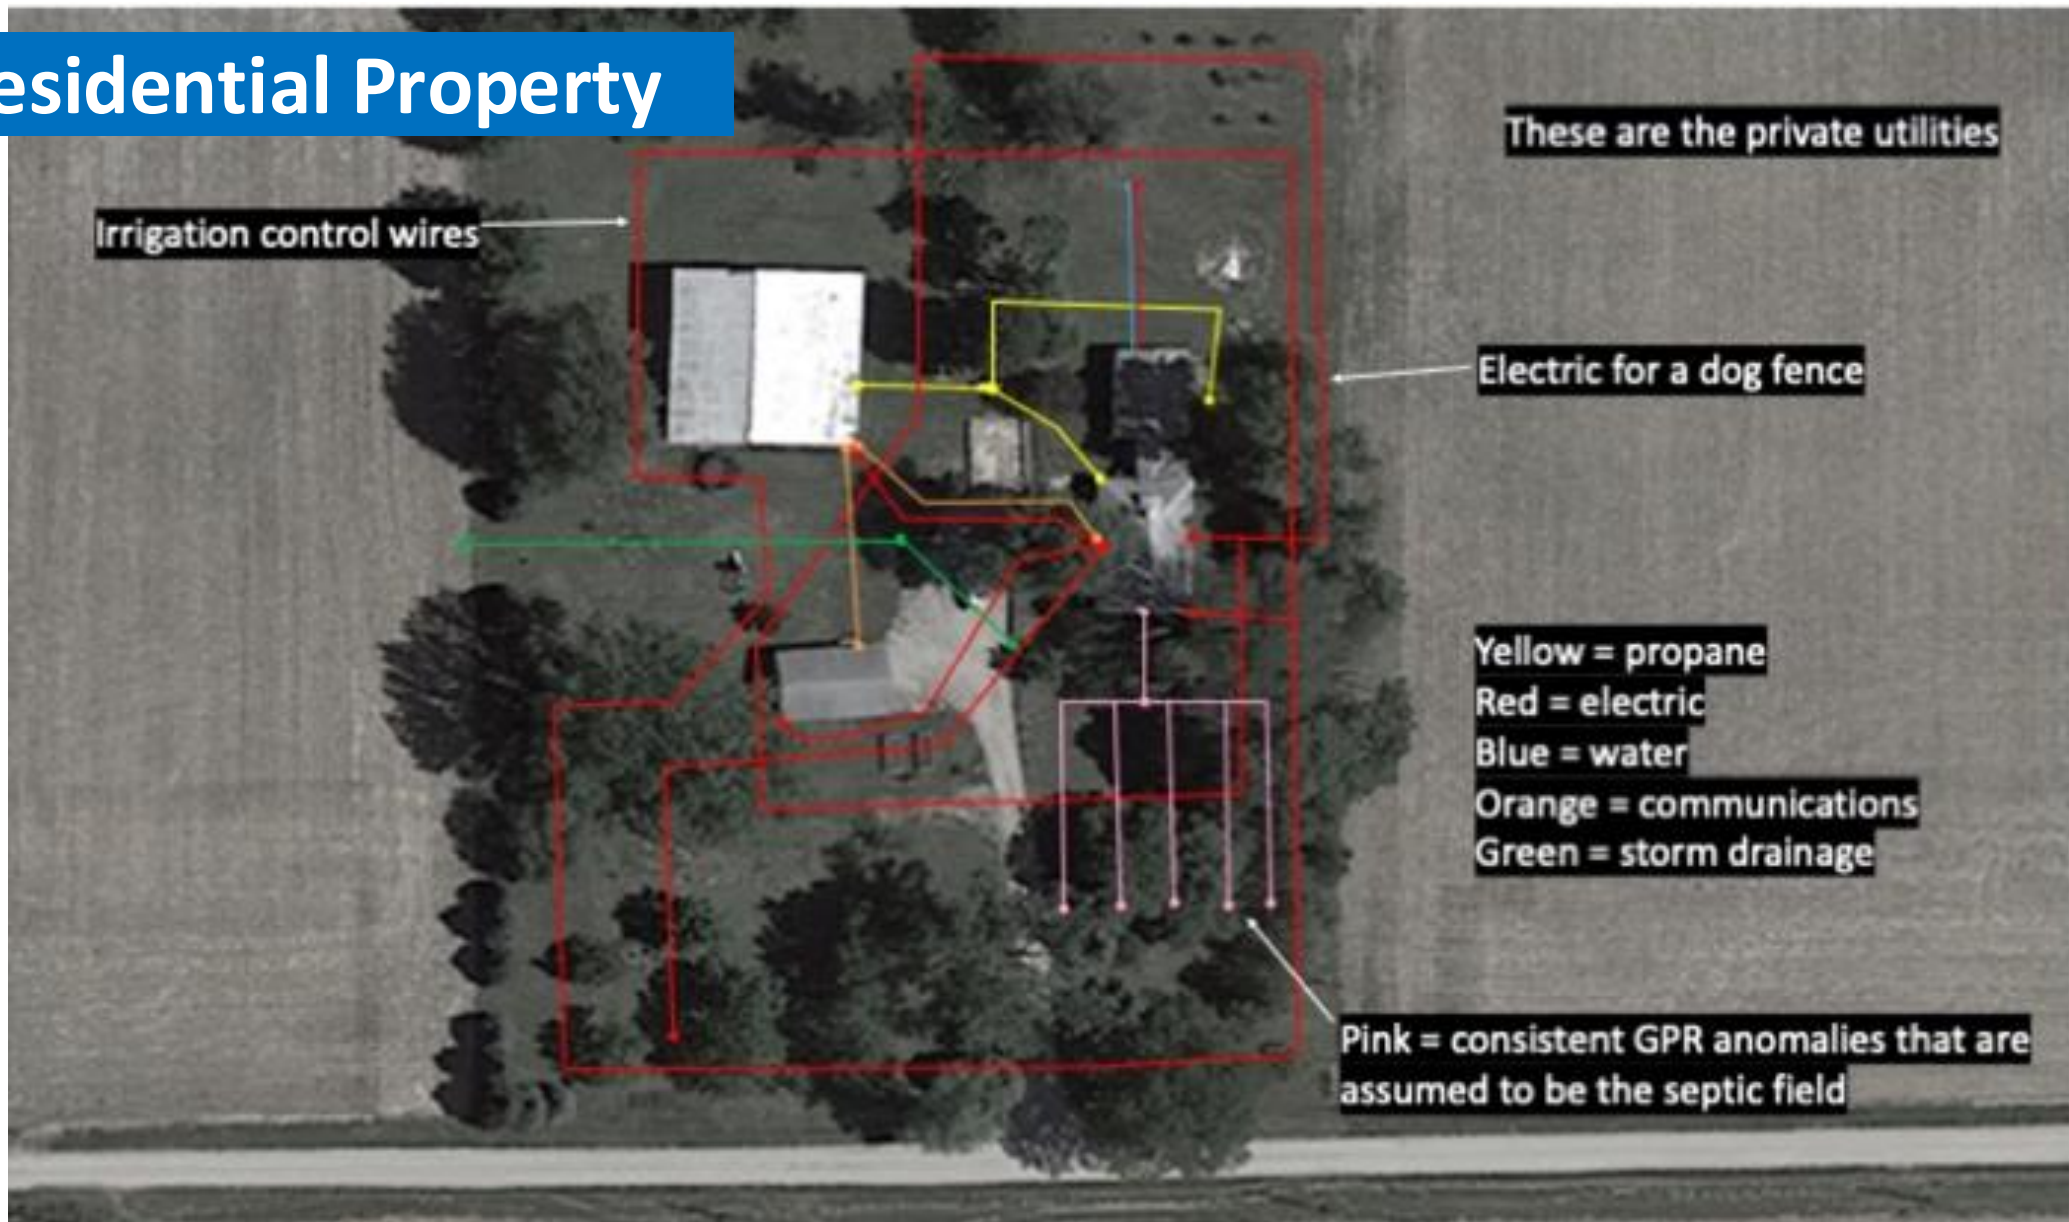 esidential Property
These are the private utilities
Irrigation control wires
Electric for a dog fence
Yellow = propane
Red = electric
Blue = water
Orange = communications
Green = storm drainage
Pink = consistent GPR anomalies that are
assumed to be the septic field